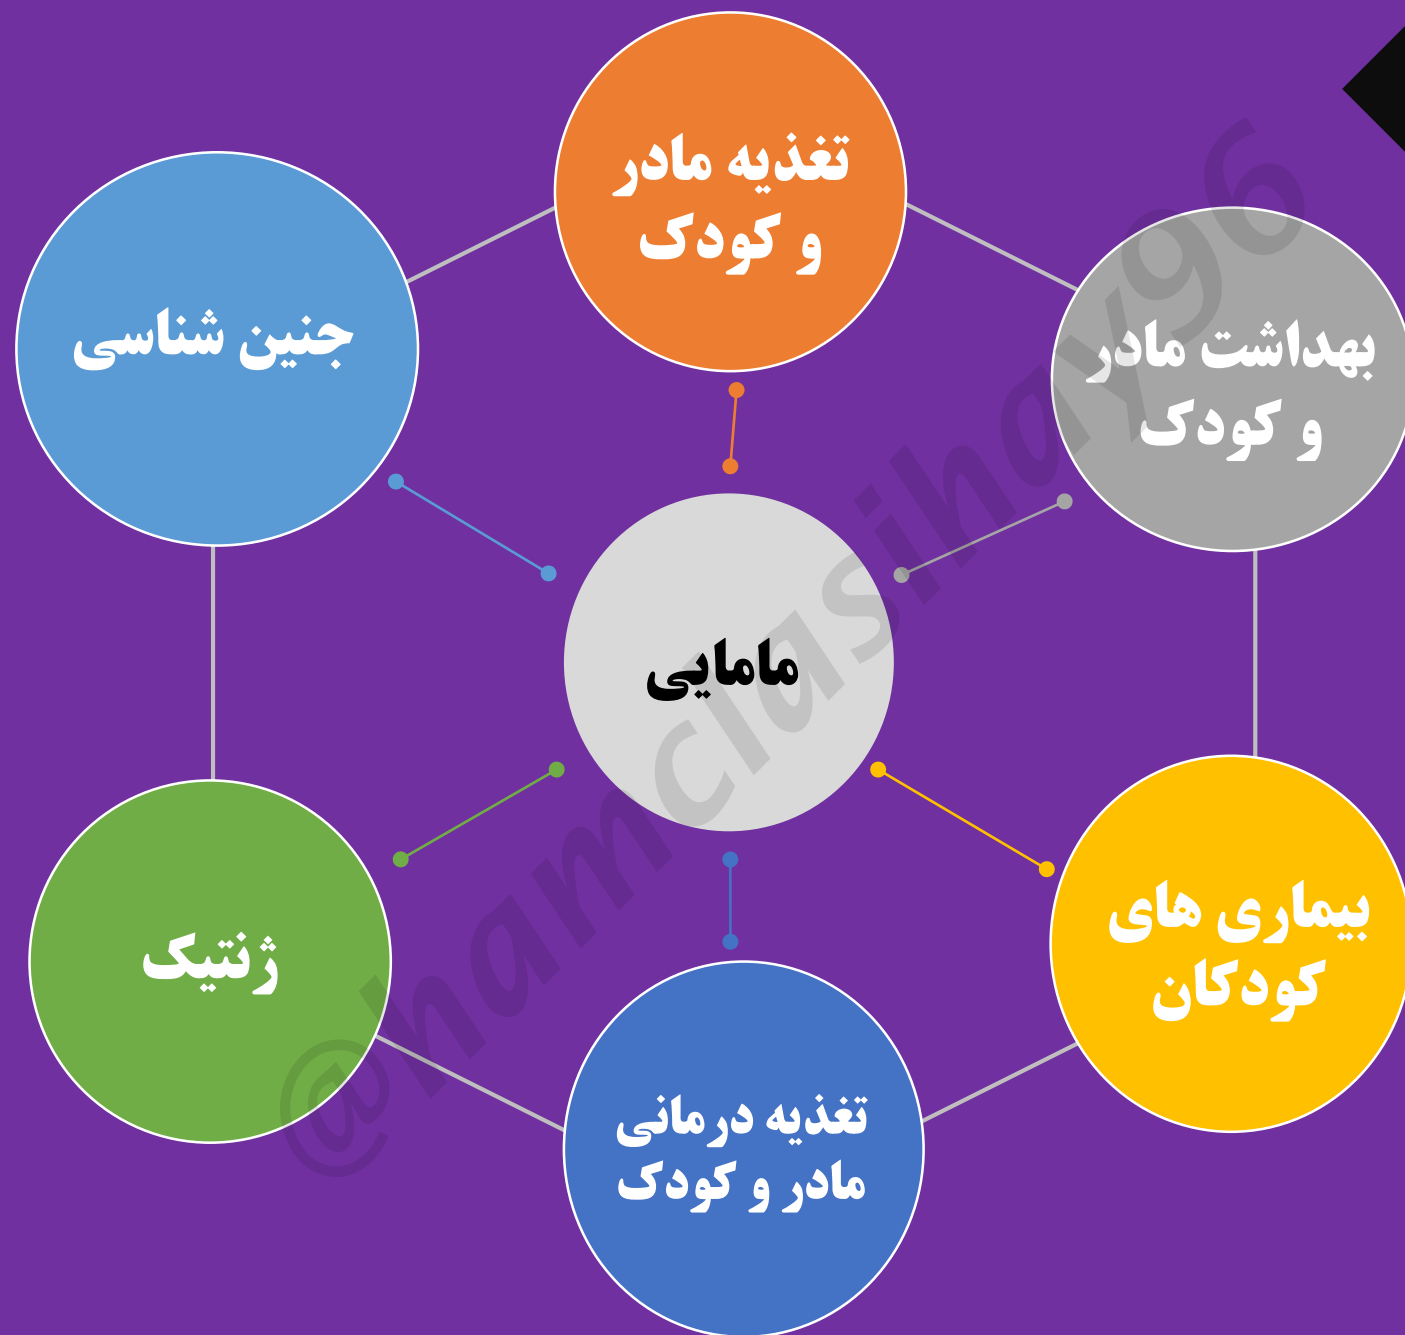 تغذیه مادر
و کودک
بهداشت مادر
و کودک
جنین شناسی
مامایی
بیماری های
کودکان
ژنتیک
تغذیه درمانی
مادر و کودک
@hamclasihay96